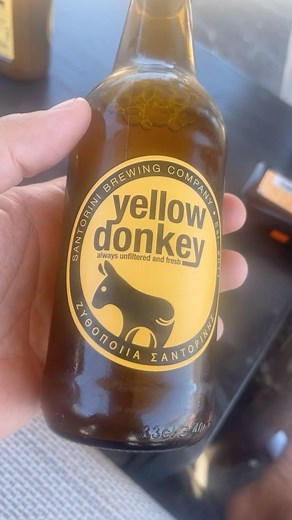 SANTORINI BREWING COMPANY •
yellow
donkey
always unfiltered and fresh
ΖΥΘΟΠΟΙΙΑ ΣΑΝΤΟΡΙΝΗΣ